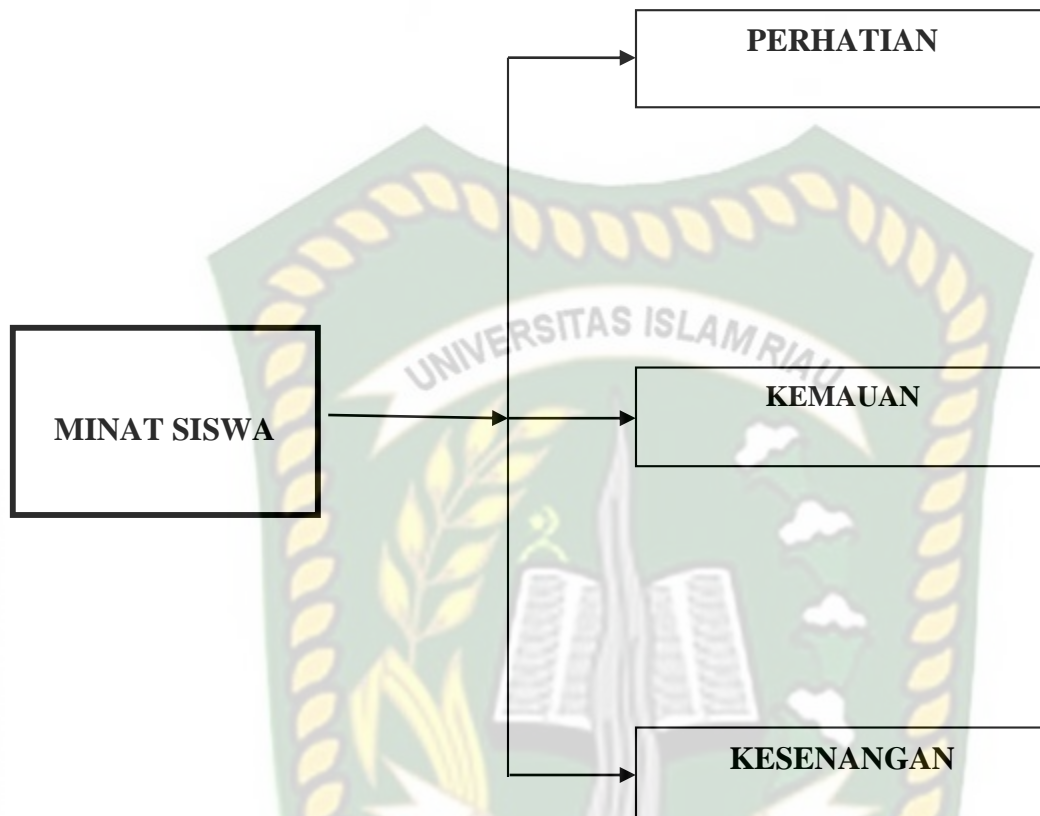 PERHATIAN
UNIVERSITAS ISLAM RIAU
KEMAUAN
MINAT SISWA
KESENANGAN